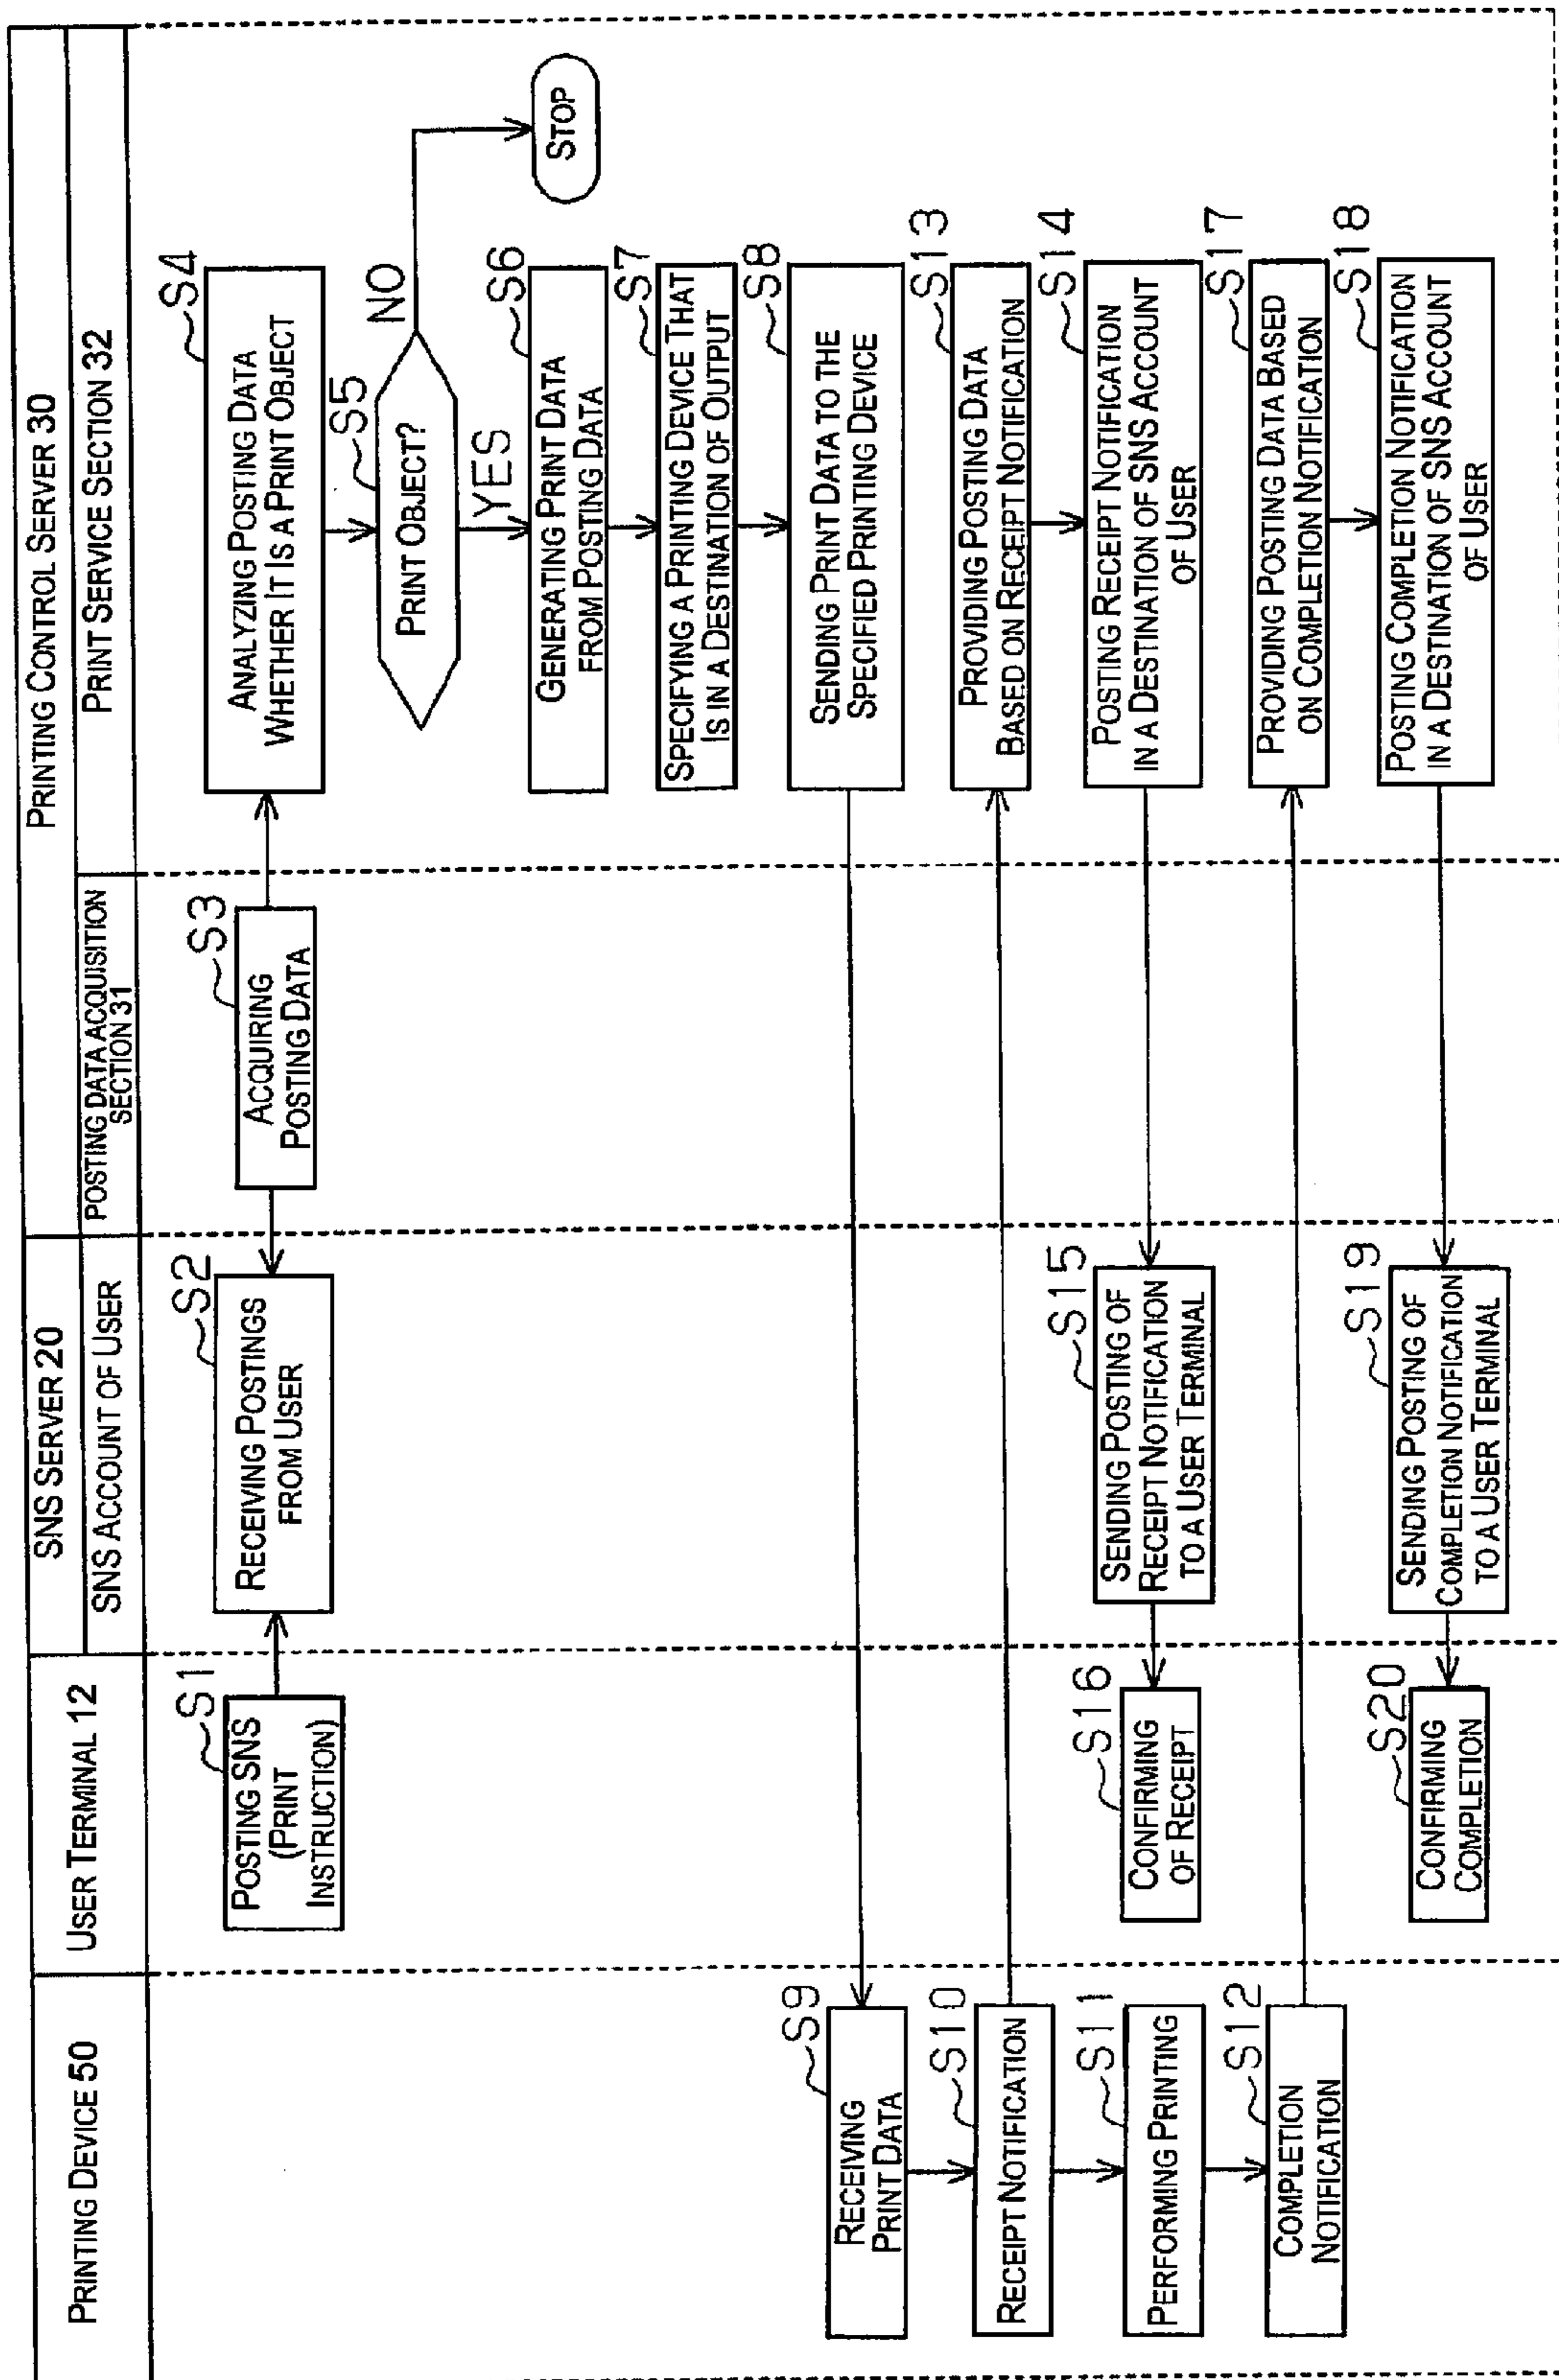 PRINTING DEVICE 50
USER TERMINAL 12
SNS SERVER 20
SNS ACCOUNT OF USER
PRINTING CONTROL SERVER 30
POSTING DATA ACQUISITION
SECTION 31
PRINT SERVICE SECTION 32
S1
POSTING SNS
(PRINT
INSTRUCTION)
S2
RECEIVING POSTINGS
FROM USER
S3
ACQUIRING
POSTING DATA
S4
ANALYZING POSTING DATA
WHETHER IT IS A PRINT OBJECT
S5
PRINT OBJECT?
NO
STOP
YES
S6
GENERATING PRINT DATA
FROM POSTING DATA
S7
SPECIFYING A PRINTING DEVICE THAT
IS IN A DESTINATION OF OUTPUT
S8
SENDING PRINT DATA TO THE
SPECIFIED PRINTING DEVICE
S9
RECEIVING
PRINT DATA
S10
RECEIPT NOTIFICATION
S11
PERFORMING PRINTING
S12
COMPLETION
NOTIFICATION
S13
PROVIDING POSTING DATA
BASED ON RECEIPT NOTIFICATION
S14
POSTING RECEIPT NOTIFICATION
IN A DESTINATION OF SNS ACCOUNT
OF USER
S15
SENDING POSTING OF
RECEIPT NOTIFICATION
TO A USER TERMINAL
S16
CONFIRMING
OF RECEIPT
S17
PROVIDING POSTING DATA BASED
ON COMPLETION NOTIFICATION
S18
POSTING COMPLETION NOTIFICATION
IN A DESTINATION OF SNS ACCOUNT
OF USER
S19
SENDING POSTING OF
COMPLETION NOTIFICATION
TO A USER TERMINAL
S20
CONFIRMING
COMPLETION